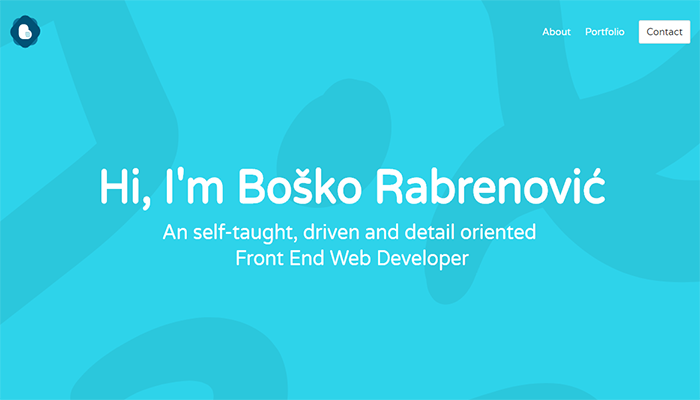 About Portfolio Contact
Hi, I'm Boško Rabrenović
An self-taught, driven and detail oriented
Front End Web Developer